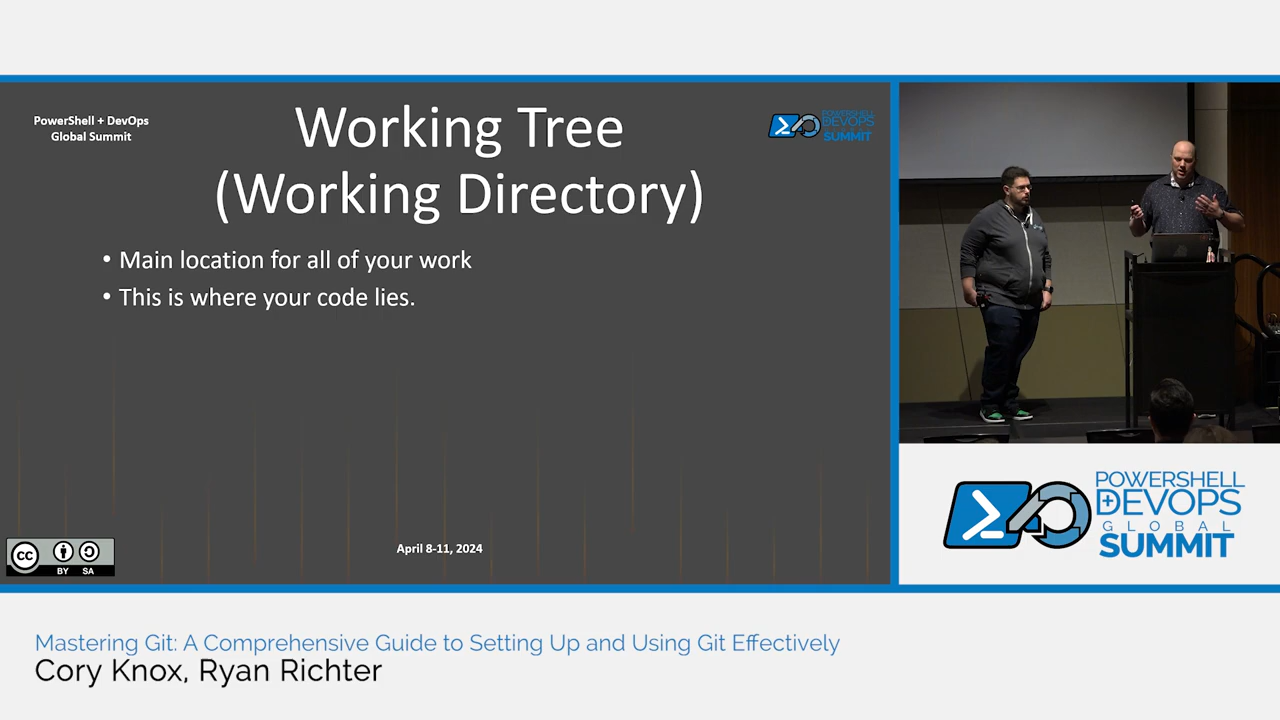 PowerShell + DevOps
Global Summit
Working Tree
(Working Directory)
POWERSHELL
DEVOPS
SUMMIT
• Main location for all of your work
• This is where your code lies.
April 8-11, 2024
cc
BY SA
POWERSHELL
+DEVOPS
GLOBAL
SUMMIT
Mastering Git: A Comprehensive Guide to Setting Up and Using Git Effectively
Cory Knox, Ryan Richter